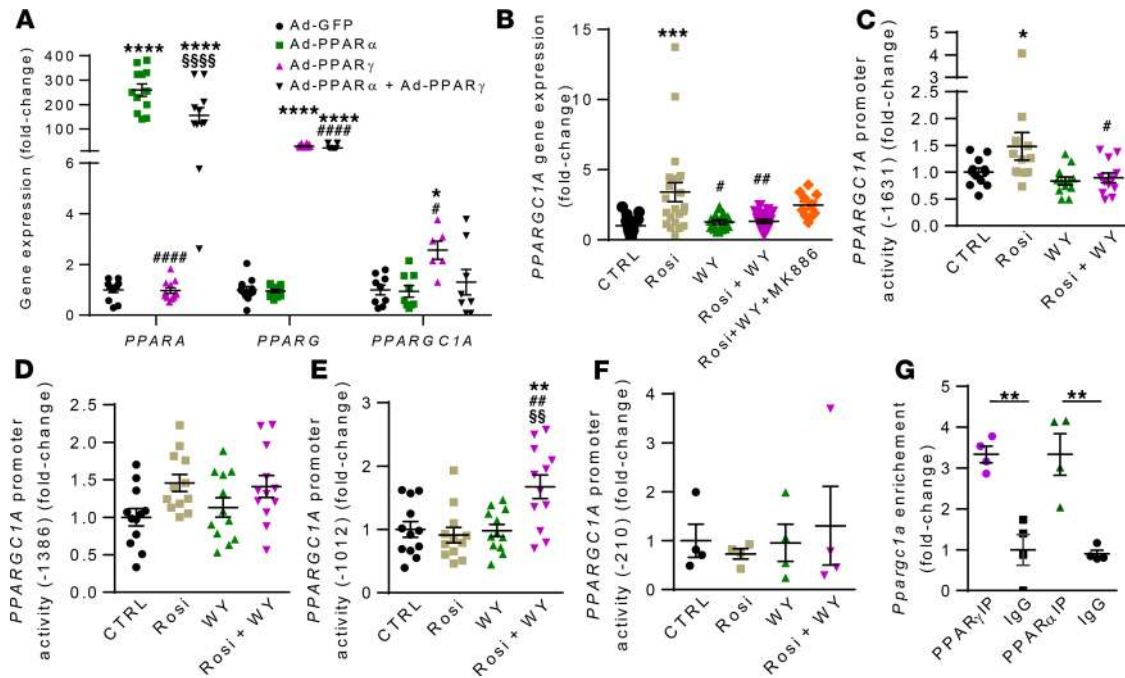 A
Ad-GFP
Ad-PPARα
Ad-PPARγ
Ad-PPARα + Ad-PPARγ
Gene expression (fold-change)
400
300
200
100
6
4
2
0
****
****
§§§§
####
****
****
####
*
#
PPARA
PPARG
PPARGC1A
B
PPARGC1A gene expression
(fold-change)
15
10
5
0
***
#
##
CTRL
Rosi
WY
Rosi + WY
Rosi+WY+MK886
C
PPARGC1A promoter
activity (-1631) (fold-change)
5
4
3
2
1.5
1.0
0.5
0.0
*
#
CTRL
Rosi
WY
Rosi + WY
D
PPARGC1A promoter
activity (-1386) (fold-change)
2.5
2.0
1.5
1.0
0.5
0.0
CTRL
Rosi
WY
Rosi + WY
E
PPARGC1A promoter
activity (-1012) (fold-change)
3
2
1
0
**
##
§§
CTRL
Rosi
WY
Rosi + WY
F
PPARGC1A promoter
activity (-210) (fold-change)
4
3
2
1
0
CTRL
Rosi
WY
Rosi + WY
G
Ppargc1a enrichement
(fold-change)
5
4
3
2
1
0
**
**
PPARγIP
IgG
PPARαIP
IgG